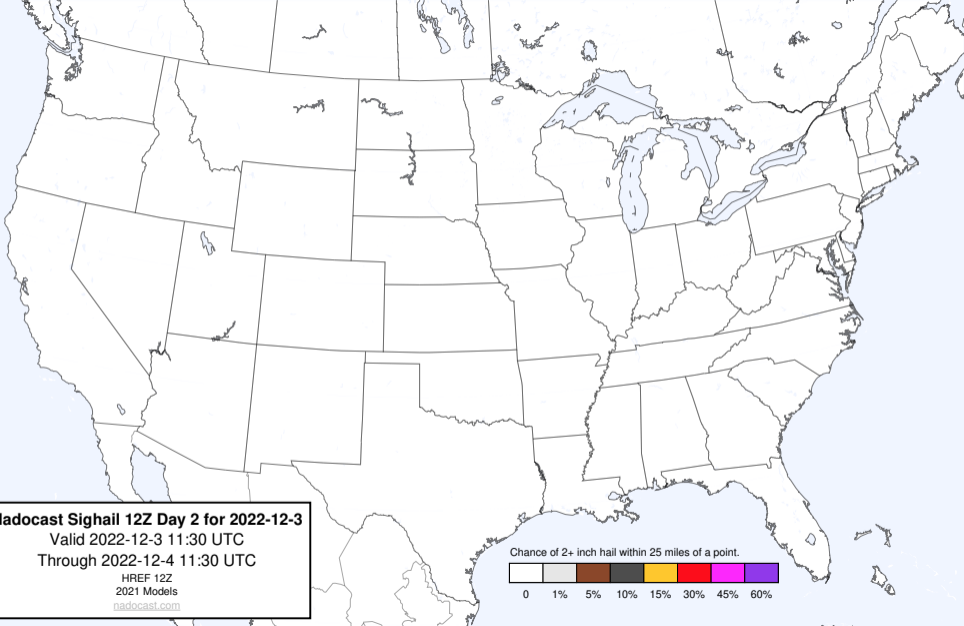 adocast Sighail 12Z Day 2 for 2022-12-3
Valid 2022-12-3 11:30 UTC
Through 2022-12-4 11:30 UTC
HREF 12Z
2021 Models
nadocast.com
Chance of 2+ inch hail within 25 miles of a point.
0 1% 5% 10% 15% 30% 45% 60%